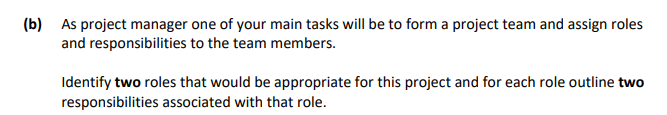 (b) As project manager one of your main tasks will be to form a project team and assign roles
and responsibilities to the team members.
Identify two roles that would be appropriate for this project and for each role outline two
responsibilities associated with that role.